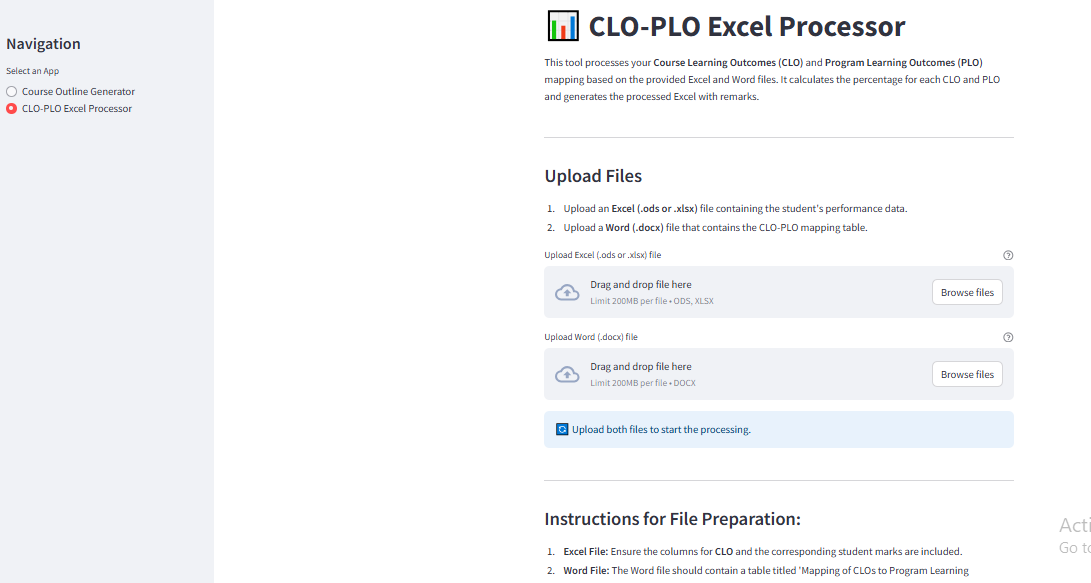 Navigation
Select an App
Course Outline Generator
CLO-PLO Excel Processor
CLO-PLO Excel Processor
This tool processes your Course Learning Outcomes (CLO) and Program Learning Outcomes (PLO)
mapping based on the provided Excel and Word files. It calculates the percentage for each CLO and PLO
and generates the processed Excel with remarks.
Upload Files
1. Upload an Excel (.ods or .xlsx) file containing the student's performance data.
2. Upload a Word (.docx) file that contains the CLO-PLO mapping table.
Upload Excel (.ods or .xlsx) file
Drag and drop file here
Limit 200MB per file • ODS, XLSX
Browse files
Upload Word (.docx) file
Drag and drop file here
Limit 200MB per file • DOCX
Browse files
Upload both files to start the processing.
Instructions for File Preparation:
1. Excel File: Ensure the columns for CLO and the corresponding student marks are included.
2. Word File: The Word file should contain a table titled 'Mapping of CLOs to Program Learning
Acti
Go to